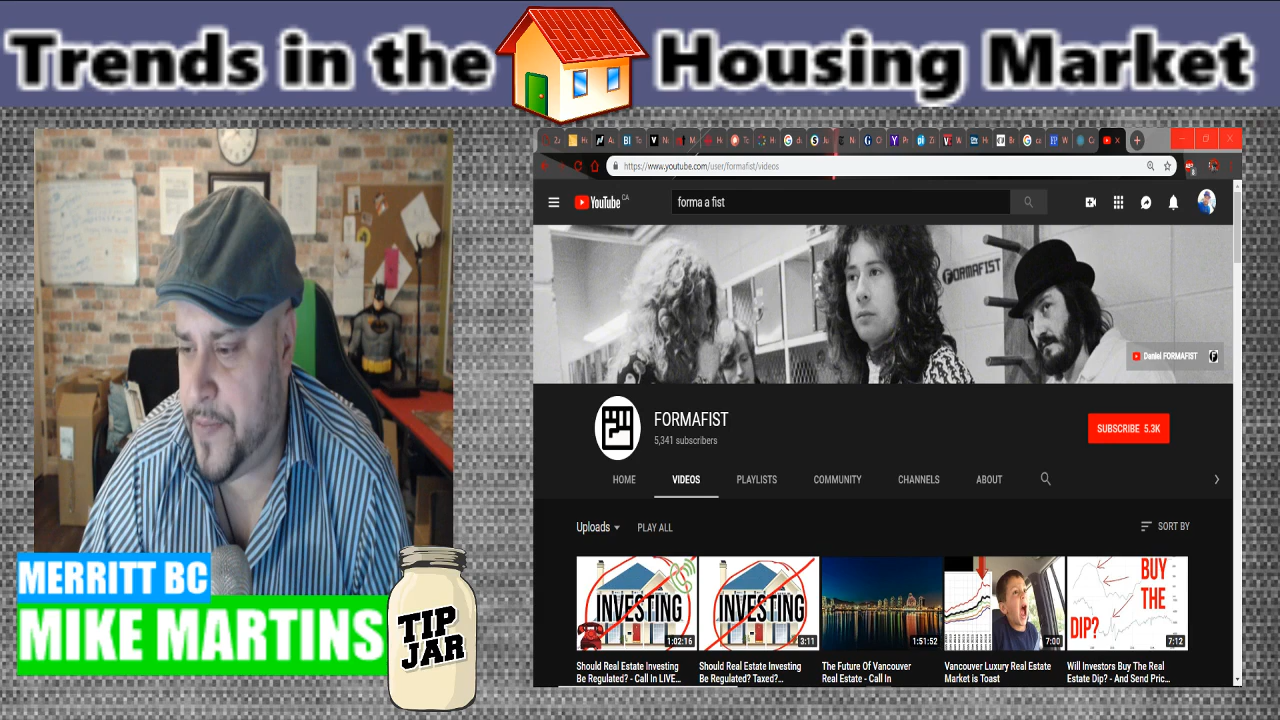 Trends in the Housing Market
https://www.youtube.com/user/formafist/videos
YouTube CA
forma a fist
FORMAFIST
Daniel FORMAFIST
FORMAFIST
5,341 subscribers
SUBSCRIBE 5.3K
HOME VIDEOS PLAYLISTS COMMUNITY CHANNELS ABOUT
Uploads PLAY ALL SORT BY
INVESTING
1:02:16
INVESTING
3:11
1:51:52
7:00
BUY
THE
DIP?
7:12
Should Real Estate Investing
Be Regulated? - Call In LIVE...
Should Real Estate Investing
Be Regulated? Taxed?...
The Future Of Vancouver
Real Estate - Call In
Vancouver Luxury Real Estate
Market is Toast
Will Investors Buy The Real
Estate Dip? - And Send Pric...
MERRITT BC
MIKE MARTINS
TIP
JAR